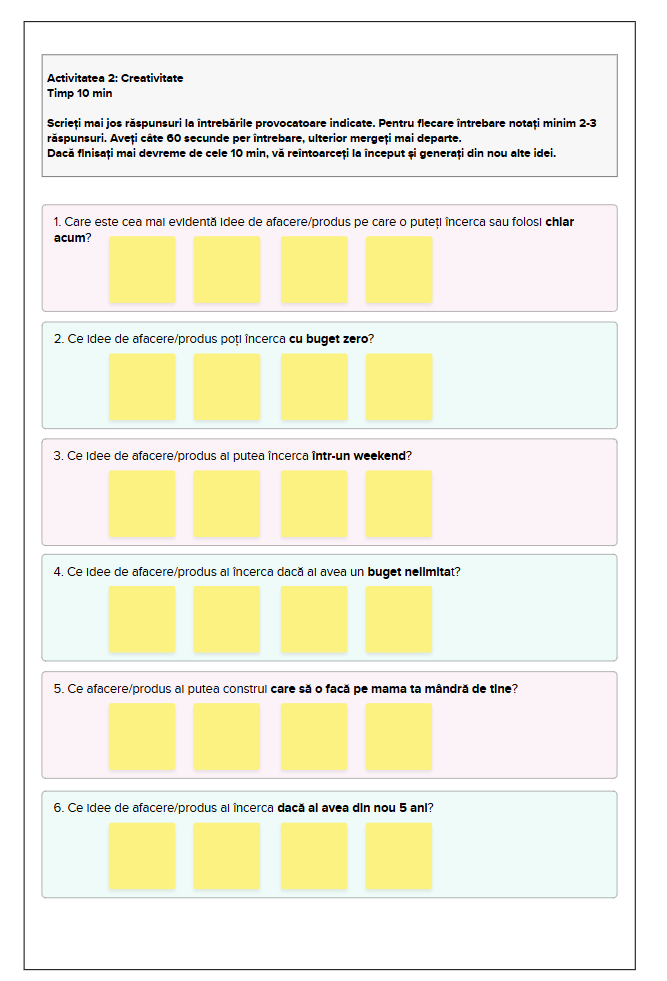 Activitatea 2: Creativitate
Timp 10 min
Scrieți mai jos răspunsuri la întrebările provocatoare indicate. Pentru fiecare întrebare notați minim 2-3
răspunsuri. Aveți câte 60 secunde per întrebare, ulterior mergeți mai departe.
Dacă finisați mai devreme de cele 10 min, vă reîntoarceți la început și generați din nou alte idei.
1. Care este cea mai evidentă idee de afacere/produs pe care o puteți încerca sau folosi chiar
acum?
2. Ce idee de afacere/produs poți încerca cu buget zero?
3. Ce idee de afacere/produs ai putea încerca într-un weekend?
4. Ce idee de afacere/produs ai încerca dacă ai avea un buget nelimitat?
5. Ce afacere/produs ai putea construi care să o facă pe mama ta mândră de tine?
6. Ce idee de afacere/produs ai încerca dacă ai avea din nou 5 ani?